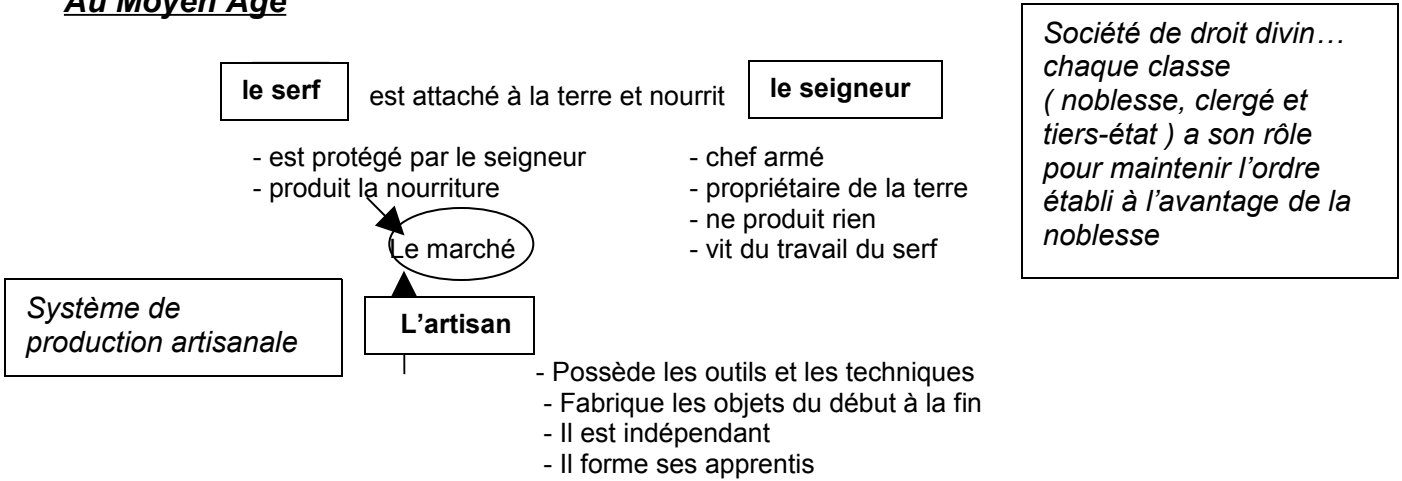 Au Moyen Age
Société de droit divin…
chaque classe
( noblesse, clergé et
tiers-état ) a son rôle
pour maintenir l’ordre
établi à l’avantage de la
noblesse
le serf est attaché à la terre et nourrit le seigneur
- est protégé par le seigneur
- produit la nourriture
- chef armé
- propriétaire de la terre
- ne produit rien
- vit du travail du serf
Le marché
Système de
production artisanale
L’artisan
- Possède les outils et les techniques
- Fabrique les objets du début à la fin
- Il est indépendant
- Il forme ses apprentis